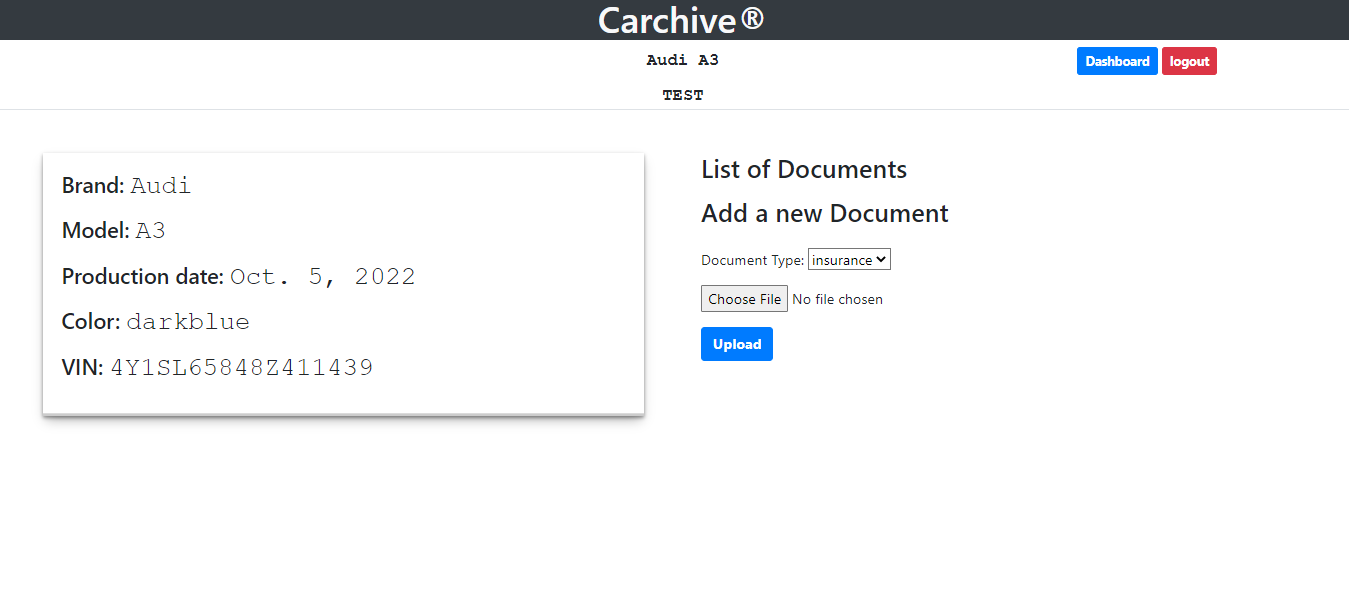 Carchive®
Audi A3
Dashboard logout
TEST
Brand: Audi
Model: A3
Production date: Oct. 5, 2022
Color: darkblue
VIN: 4Y1SL65848Z411439
List of Documents
Add a new Document
Document Type: insurance
Choose File No file chosen
Upload